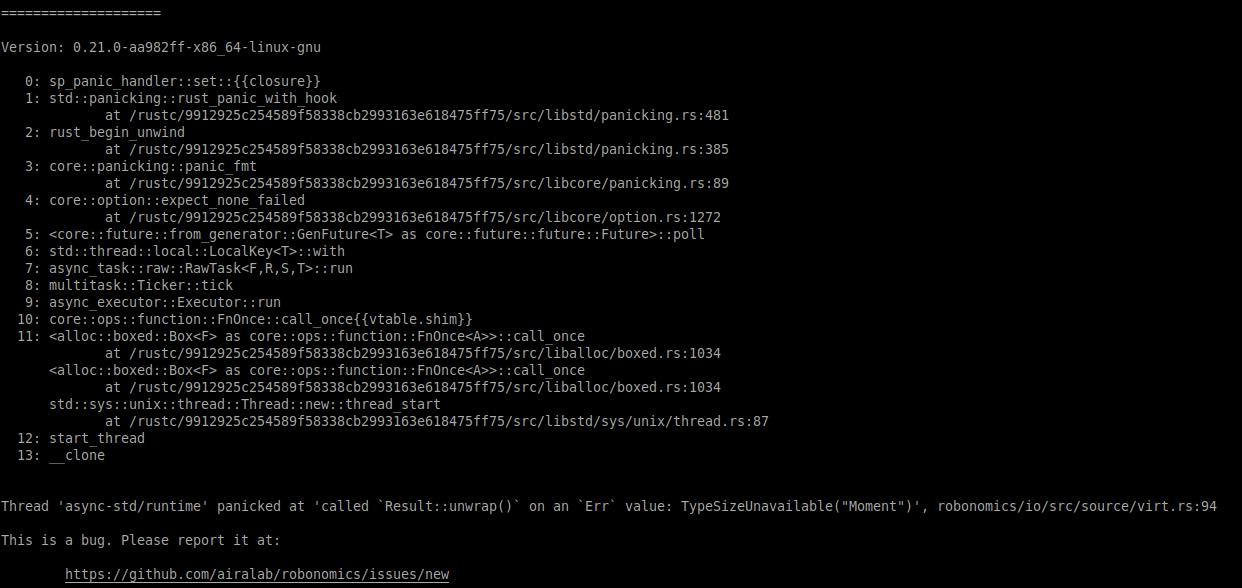 ====================
Version: 0.21.0-aa982ff-x86_64-linux-gnu
0: sp_panic_handler::set::{{closure}}
1: std::panicking::rust_panic_with_hook
at /rustc/9912925c254589f58338cb2993163e618475ff75/src/libstd/panicking.rs:481
2: rust_begin_unwind
at /rustc/9912925c254589f58338cb2993163e618475ff75/src/libstd/panicking.rs:385
3: core::panicking::panic_fmt
at /rustc/9912925c254589f58338cb2993163e618475ff75/src/libcore/panicking.rs:89
4: core::option::expect_none_failed
at /rustc/9912925c254589f58338cb2993163e618475ff75/src/libcore/option.rs:1272
5: <core::future::from_generator::GenFuture<T> as core::future::future::Future>::poll
6: std::thread::local::LocalKey<T>::with
7: async_task::raw::RawTask<F,R,S,T>::run
8: multitask::Ticker::tick
9: async_executor::Executor::run
10: core::ops::function::FnOnce::call_once{{vtable.shim}}
11: <alloc::boxed::Box<F> as core::ops::function::FnOnce<A>>::call_once
at /rustc/9912925c254589f58338cb2993163e618475ff75/src/liballoc/boxed.rs:1034
<alloc::boxed::Box<F> as core::ops::function::FnOnce<A>>::call_once
at /rustc/9912925c254589f58338cb2993163e618475ff75/src/liballoc/boxed.rs:1034
std::sys::unix::thread::Thread::new::thread_start
at /rustc/9912925c254589f58338cb2993163e618475ff75/src/libstd/sys/unix/thread.rs:87
12: start_thread
13: __clone
Thread 'async-std/runtime' panicked at 'called `Result::unwrap()` on an `Err` value: TypeSizeUnavailable("Moment")', robonomics/io/src/source/virt.rs:94
This is a bug. Please report it at:
https://github.com/airalab/robonomics/issues/new